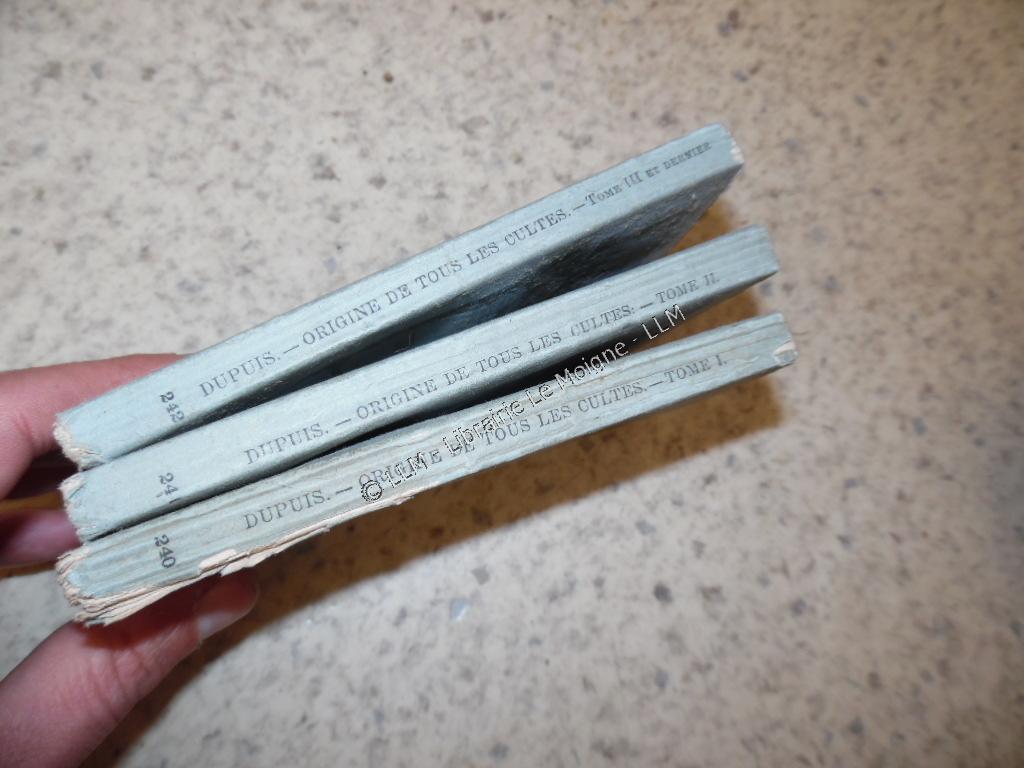 242 DUPUIS. — ORIGINE DE TOUS LES CULTES. — TOME III ET DERNIER
24 DUPUIS. — ORIGINE DE TOUS LES CULTES. — TOME II.
240 DUPUIS. — ORIGINE DE TOUS LES CULTES. — TOME I.
© LLM - Librairie Le Moigne - LLM